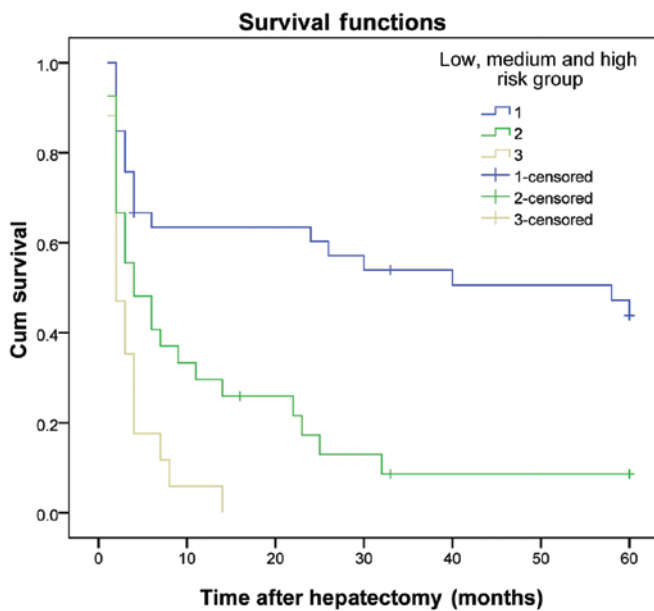 Survival functions
Low, medium and high
risk group
1
2
3
1-censored
2-censored
3-censored
Cum survival
1.0
0.8
0.6
0.4
0.2
0.0
0
10
20
30
40
50
60
Time after hepatectomy (months)